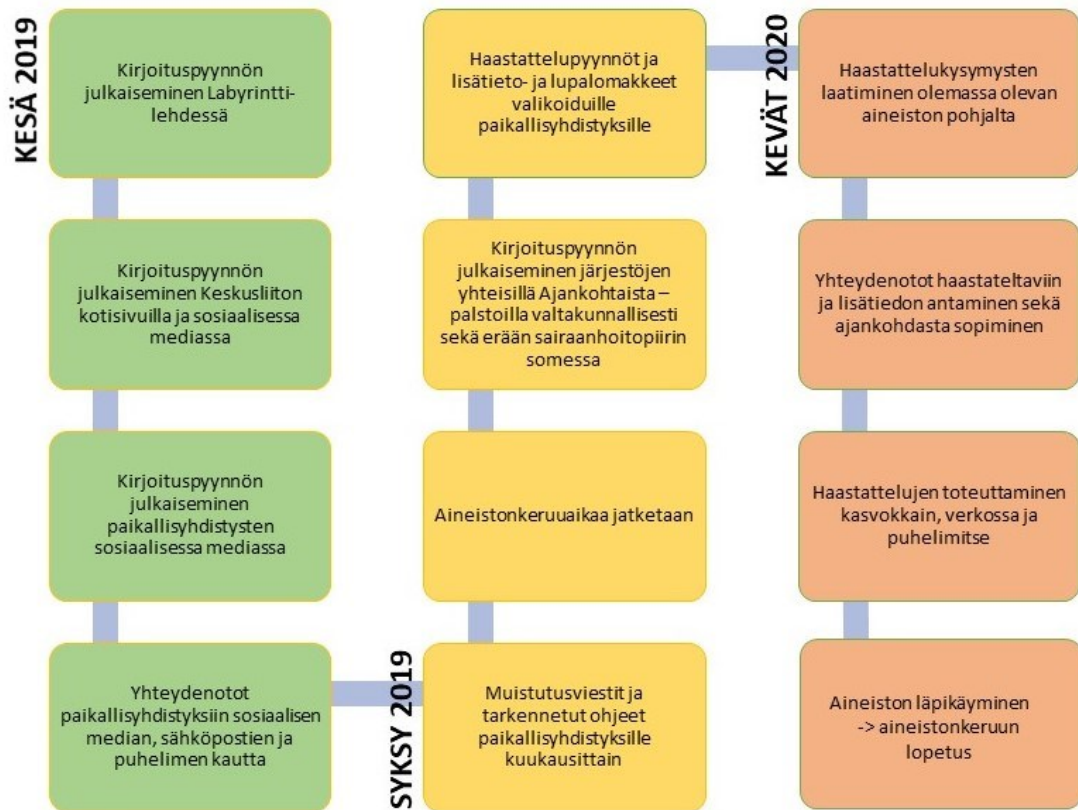 KESÄ 2019
Kirjoituspyynnön
julkaiseminen Labyrintti-
lehdessä
Kirjoituspyynnön
julkaiseminen Keskusliiton
kotisivuilla ja sosiaalisessa
mediassa
Kirjoituspyynnön
julkaiseminen
paikallisyhdistysten
sosiaalisessa mediassa
Yhteydenotot
paikallisyhdistyksiin sosiaalisen
median, sähköpostien ja
puhelimen kautta
SYKSY 2019
Muistutusviestit ja
tarkennetut ohjeet
paikallisyhdistyksille
kuukausittain
Aineistonkeruuaikaa jatketaan
Kirjoituspyynnön
julkaiseminen järjestöjen
yhteisillä Ajankohtaista –
palstoilla valtakunnallisesti
sekä erään sairaanhoitopiirin
somessa
Haastattelupyynnöt ja
lisätieto- ja lupalomakkeet
valikoiduille
paikallisyhdistyksille
KEVÄT 2020
Haastattelukysymysten
laatiminen olemassa olevan
aineiston pohjalta
Yhteydenotot haastateltaviin
ja lisätiedon antaminen sekä
ajankohdasta sopiminen
Haastattelujen toteuttaminen
kasvokkain, verkossa ja
puhelimitse
Aineiston läpikäyminen
-> aineistonkeruun
lopetus